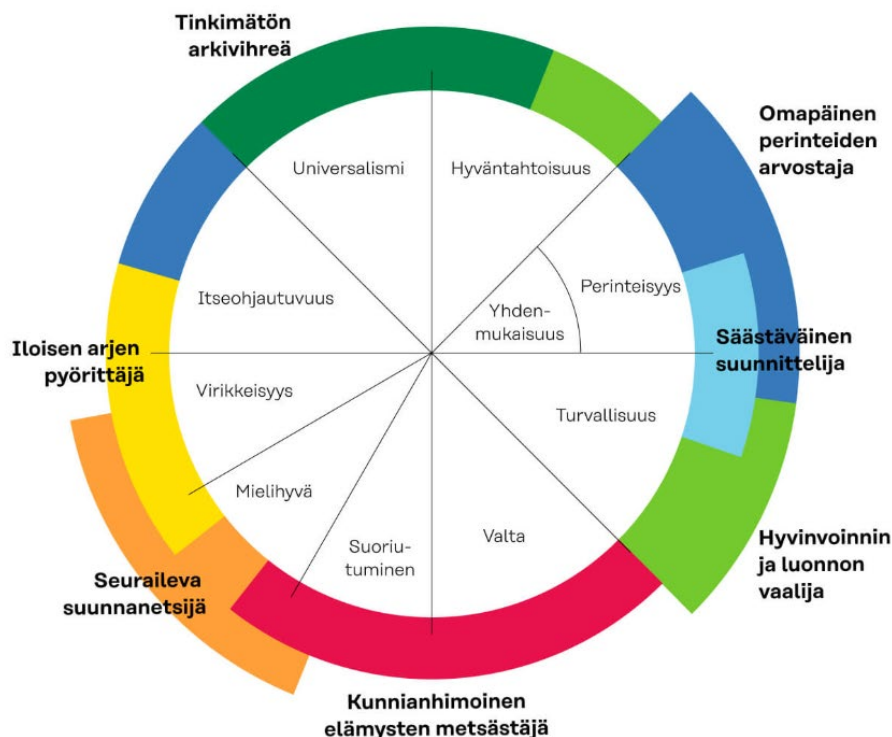 Tinkimätön
arkivihreä
Omapäinen
perinteiden
arvostaja
Universalismi
Hyväntahtoisuus
Itseohjautuvuus
Perinteisyys
Yhden-
mukaisuus
Iloisen arjen
pyörittäjä
Säästäväinen
suunnittelija
Virikkeisyys
Turvallisuus
Mielihyvä
Suoriu-
tuminen
Valta
Seuraileva
suunnanetsijä
Hyvinvoinnin
ja luonnon
vaalija
Kunnianhimoinen
elämysten metsästäjä